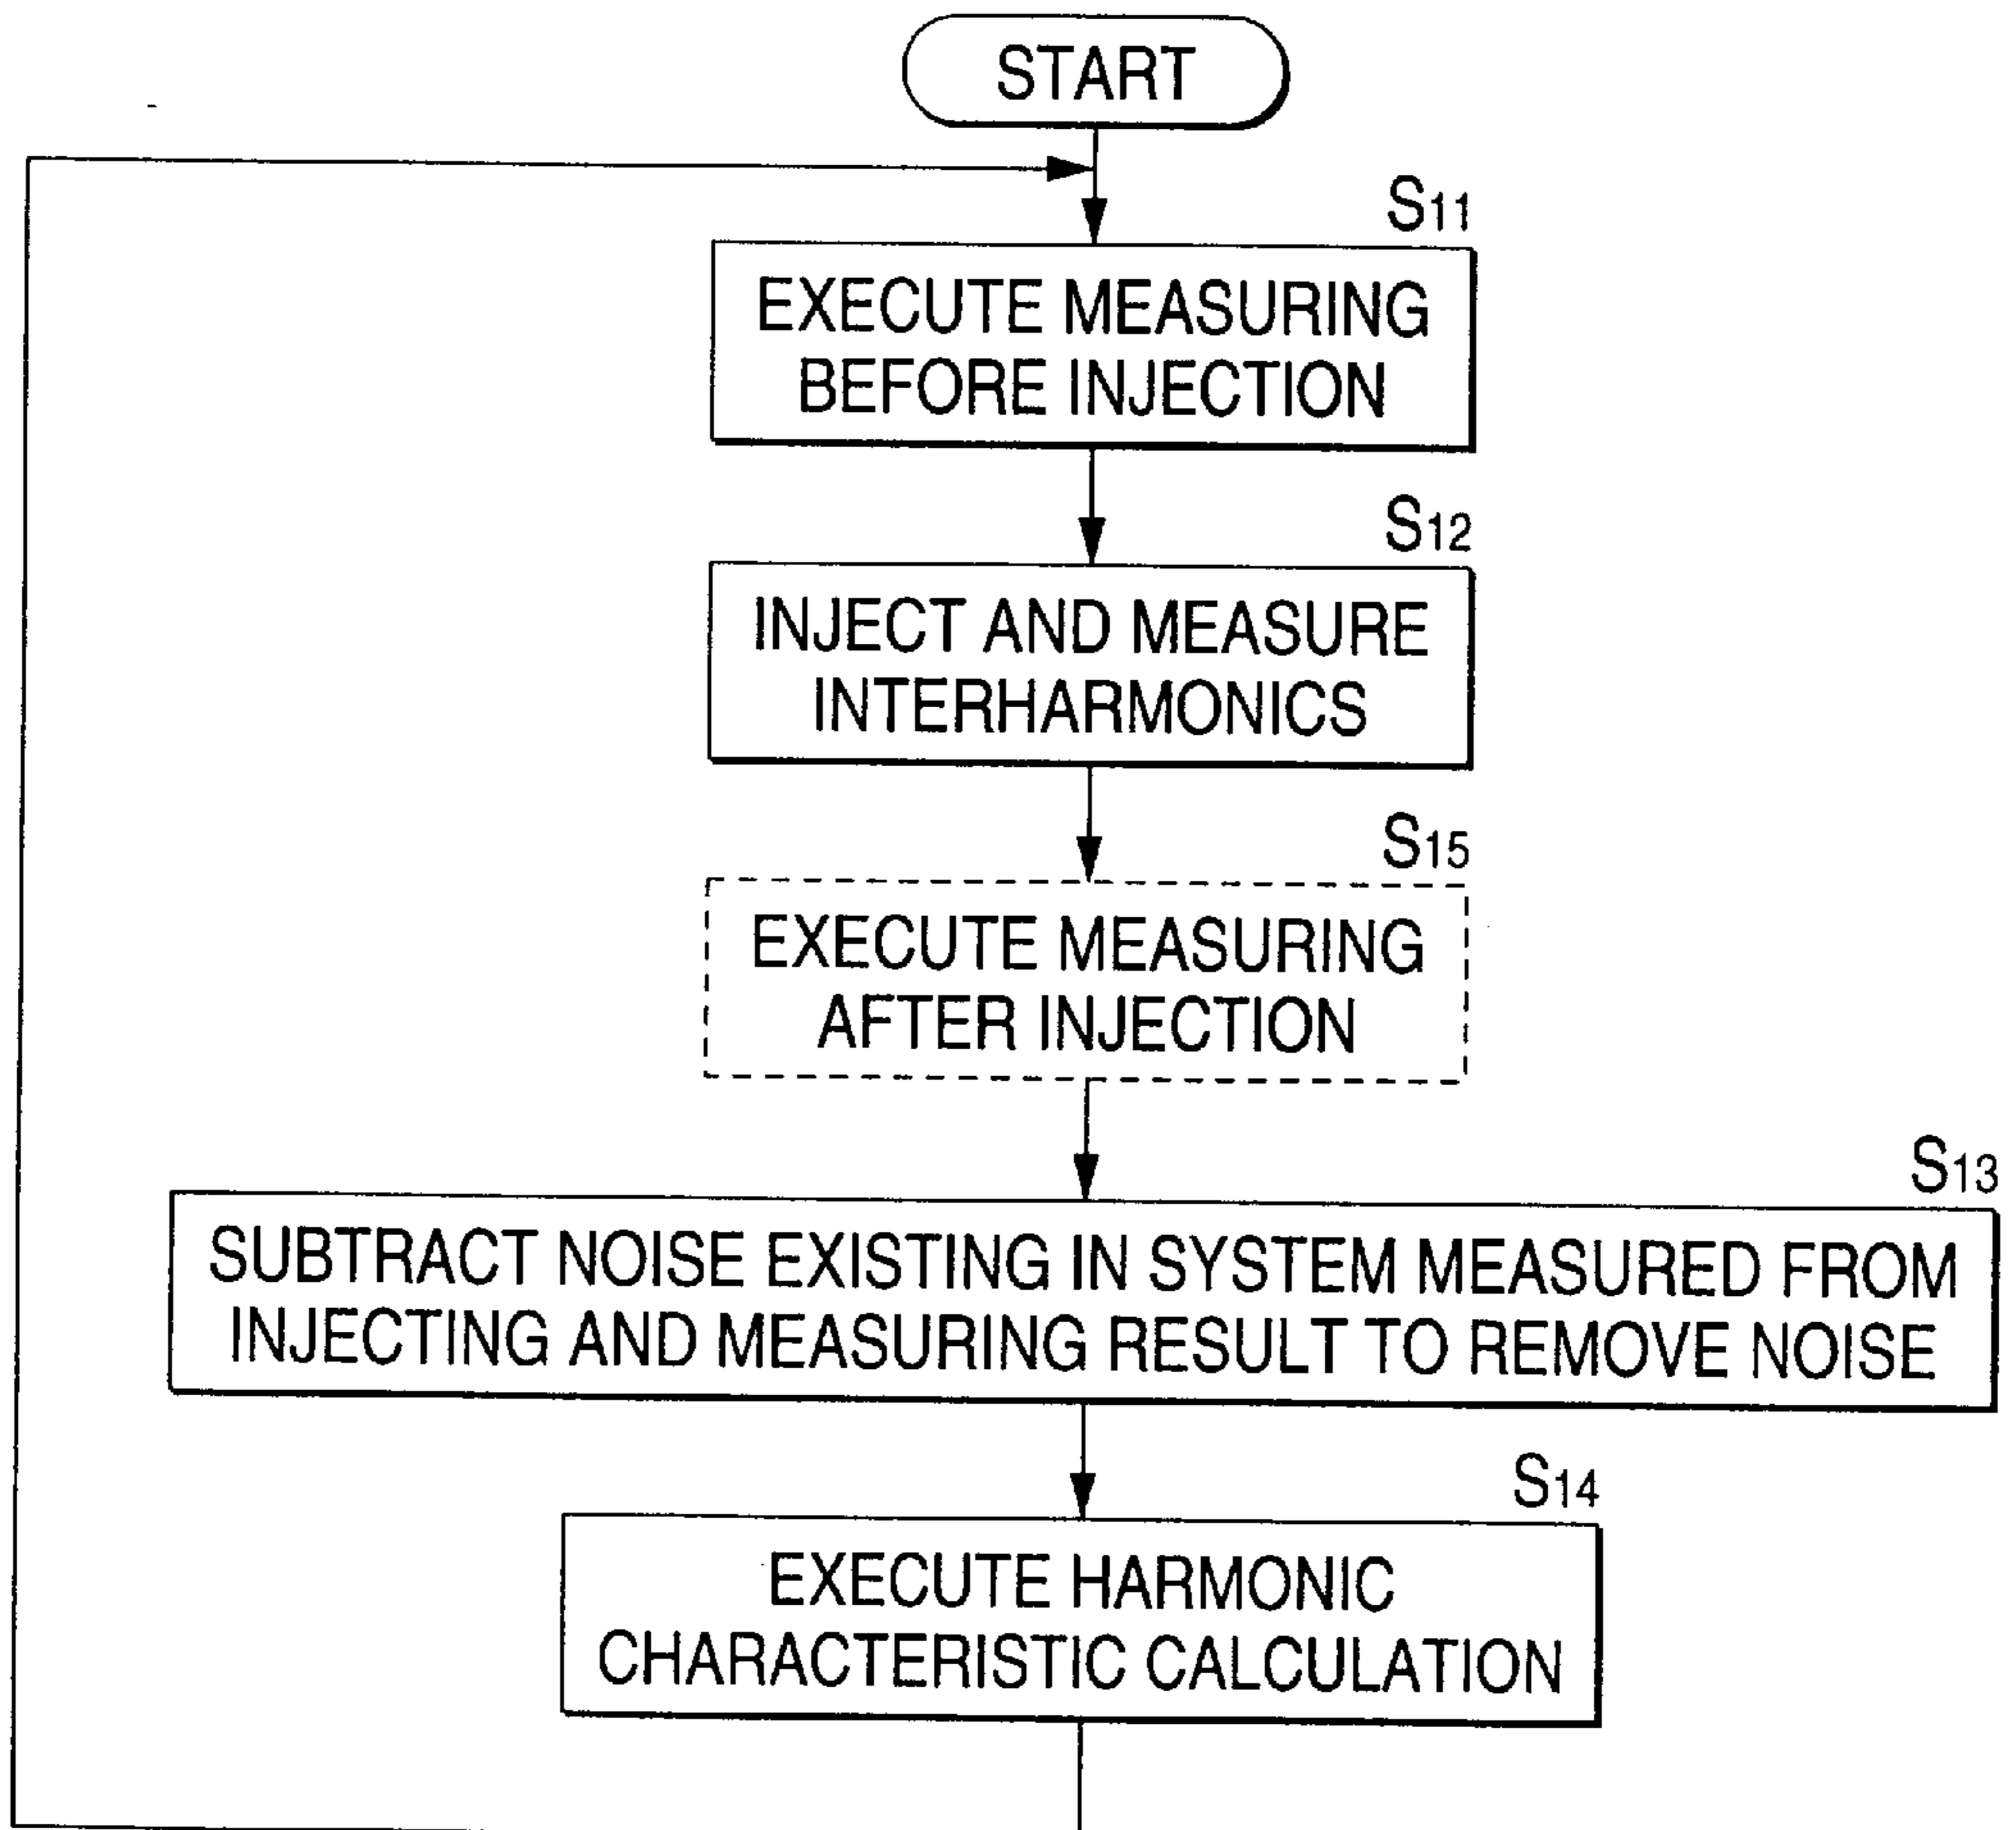 START
S11
EXECUTE MEASURING
BEFORE INJECTION
S12
INJECT AND MEASURE
INTERHARMONICS
S15
EXECUTE MEASURING
AFTER INJECTION
S13
SUBTRACT NOISE EXISTING IN SYSTEM MEASURED FROM
INJECTING AND MEASURING RESULT TO REMOVE NOISE
S14
EXECUTE HARMONIC
CHARACTERISTIC CALCULATION